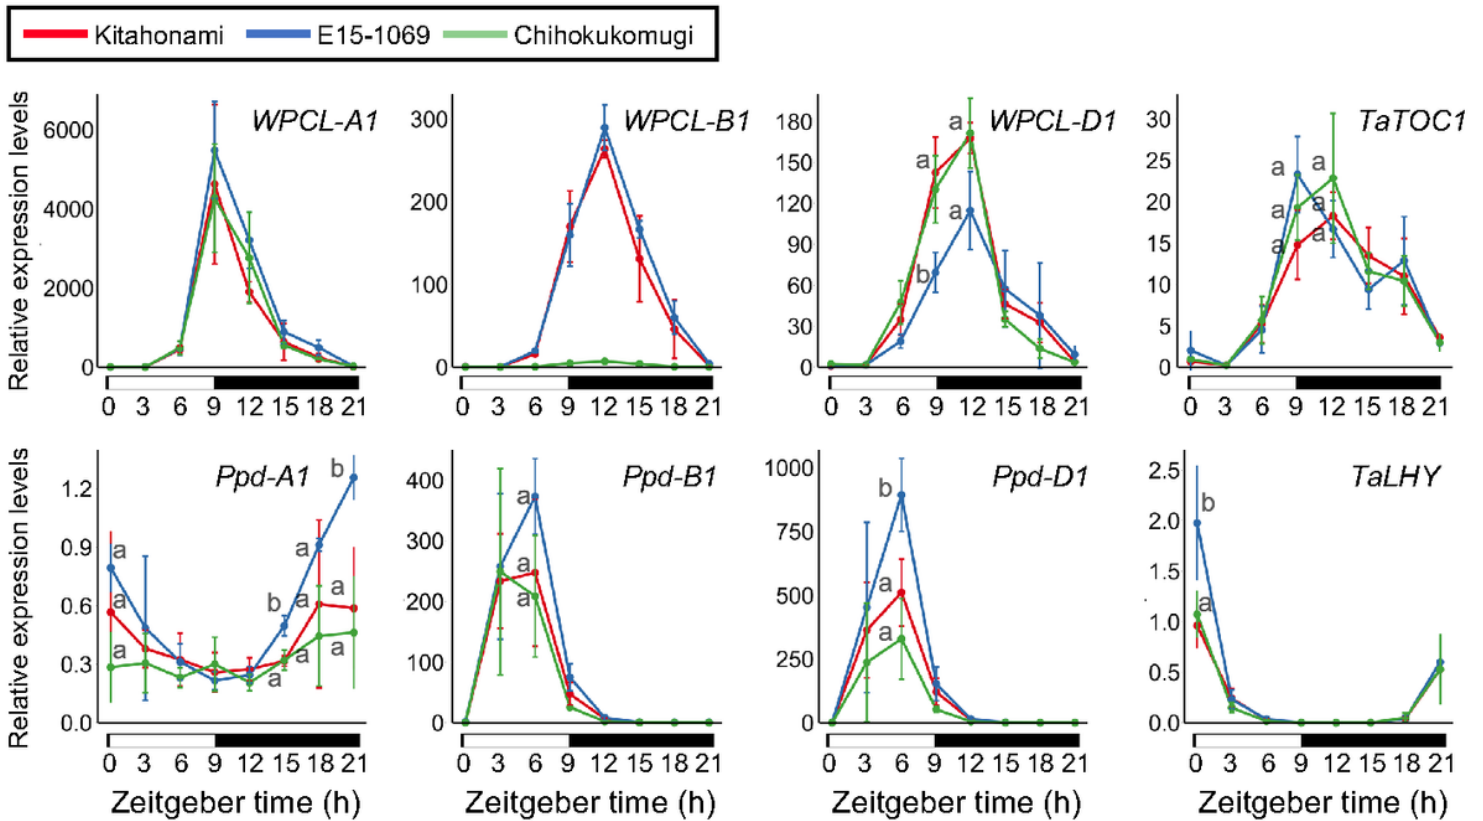 Kitahonami E15-1069 Chihokukomugi
WPCL-A1 WPCL-B1 WPCL-D1 TaTOC1
Relative expression levels
6000
4000
2000
0
300
200
100
0
180
150
120
90
60
30
0
a
a
b
a
30
25
20
15
10
5
0
a
a
a
a
a
a
0 3 6 9 12 15 18 21 0 3 6 9 12 15 18 21 0 3 6 9 12 15 18 21 0 3 6 9 12 15 18 21
Ppd-A1 Ppd-B1 Ppd-D1 TaLHY
Relative expression levels
1.2
0.9
0.6
0.3
0.0
a
a
a
b
a
a
a
a
b
a
a
400
300
200
100
0
a
a
a
1000
750
500
250
0
b
a
a
2.5
2.0
1.5
1.0
0.5
0.0
b
a
0 3 6 9 12 15 18 21 0 3 6 9 12 15 18 21 0 3 6 9 12 15 18 21 0 3 6 9 12 15 18 21
Zeitgeber time (h) Zeitgeber time (h) Zeitgeber time (h) Zeitgeber time (h)